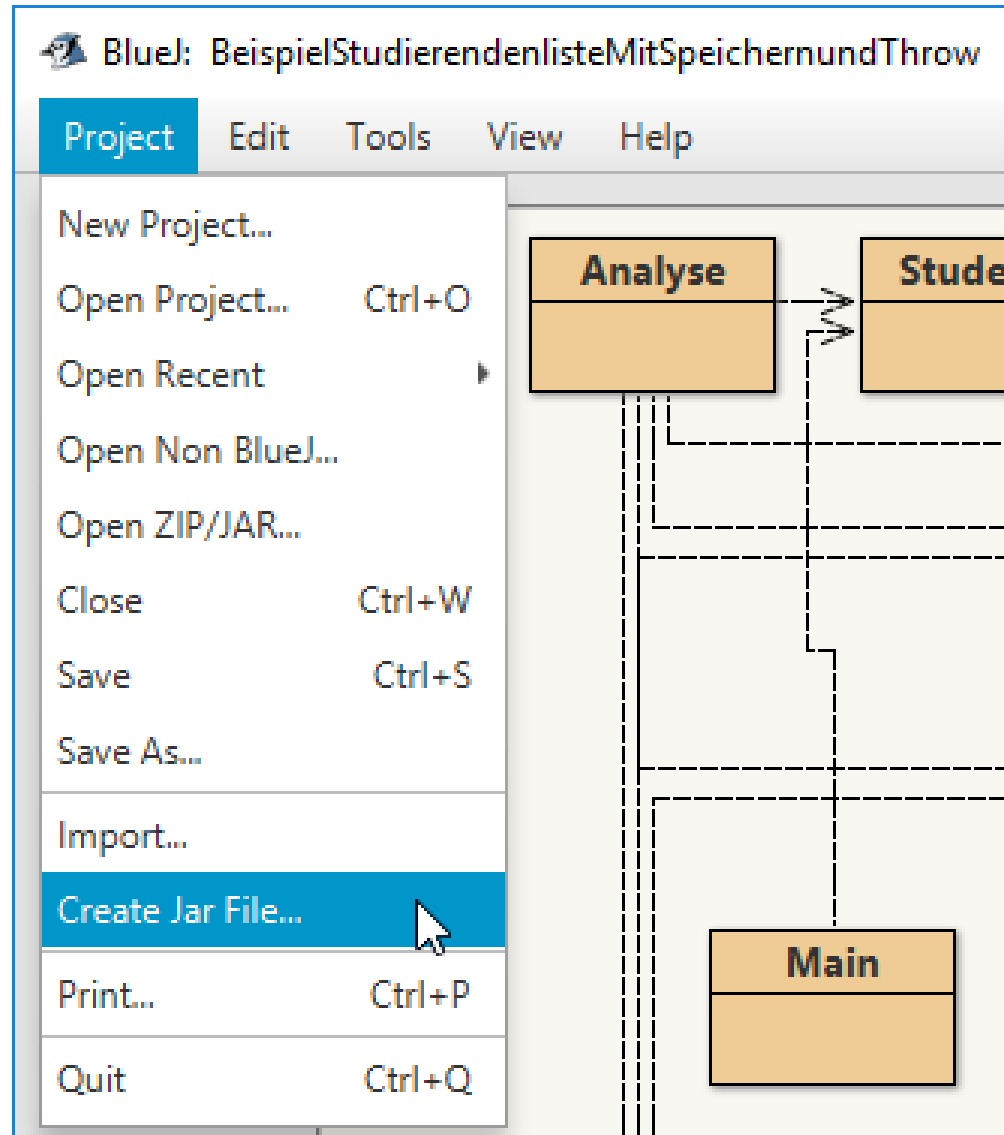 BlueJ: BeispielStudierendenlisteMitSpeichernundThrow
Project Edit Tools View Help
New Project...
Open Project... Ctrl+O
Open Recent
Open Non BlueJ...
Open ZIP/JAR...
Close Ctrl+W
Save Ctrl+S
Save As...
Import...
Create Jar File...
Print... Ctrl+P
Quit Ctrl+Q
Analyse
Stude
Main